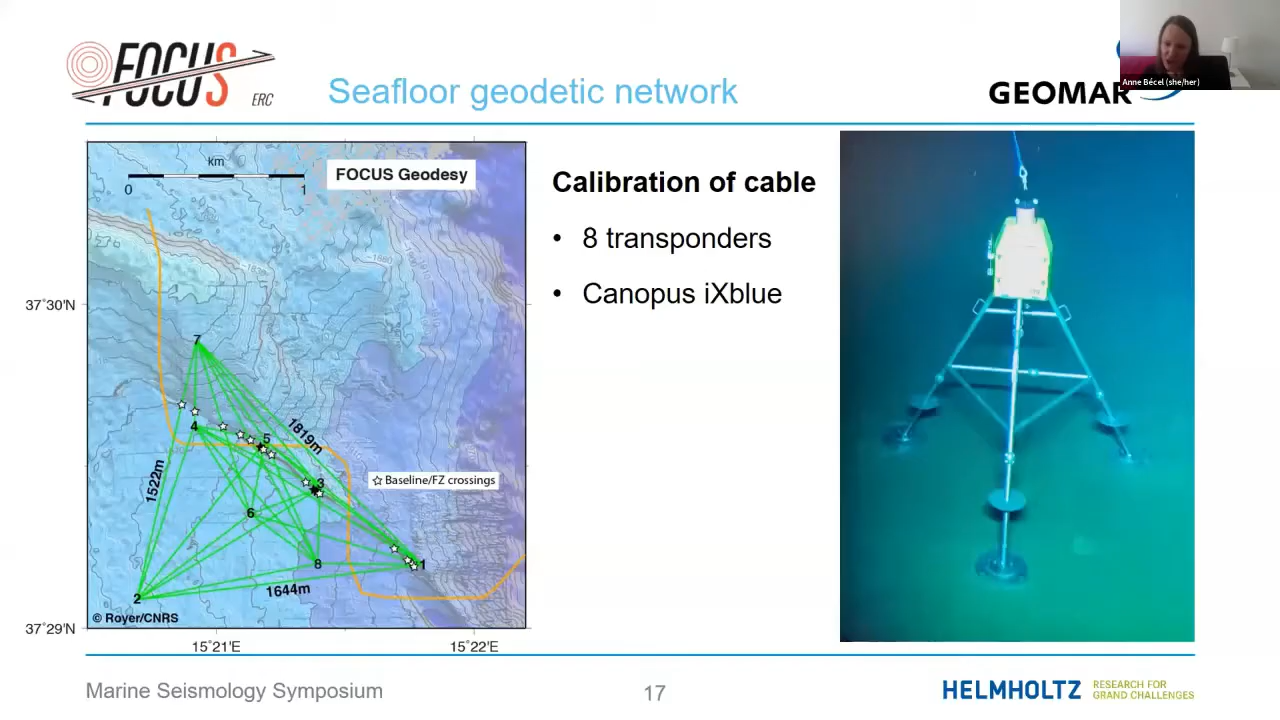 FOCUS
ERC
Seafloor geodetic network
GEOMAR
Anne Bécel (she/her)
km
0
1
FOCUS Geodesy
37°30'N
37°29'N
15°21'E
15°22'E
7
4
5
3
6
8
1
2
1819m
1522m
1644m
☆ Baseline/FZ crossings
© Royer/CNRS
Calibration of cable
• 8 transponders
• Canopus iXblue
Marine Seismology Symposium
17
HELMHOLTZ
RESEARCH FOR
GRAND CHALLENGES